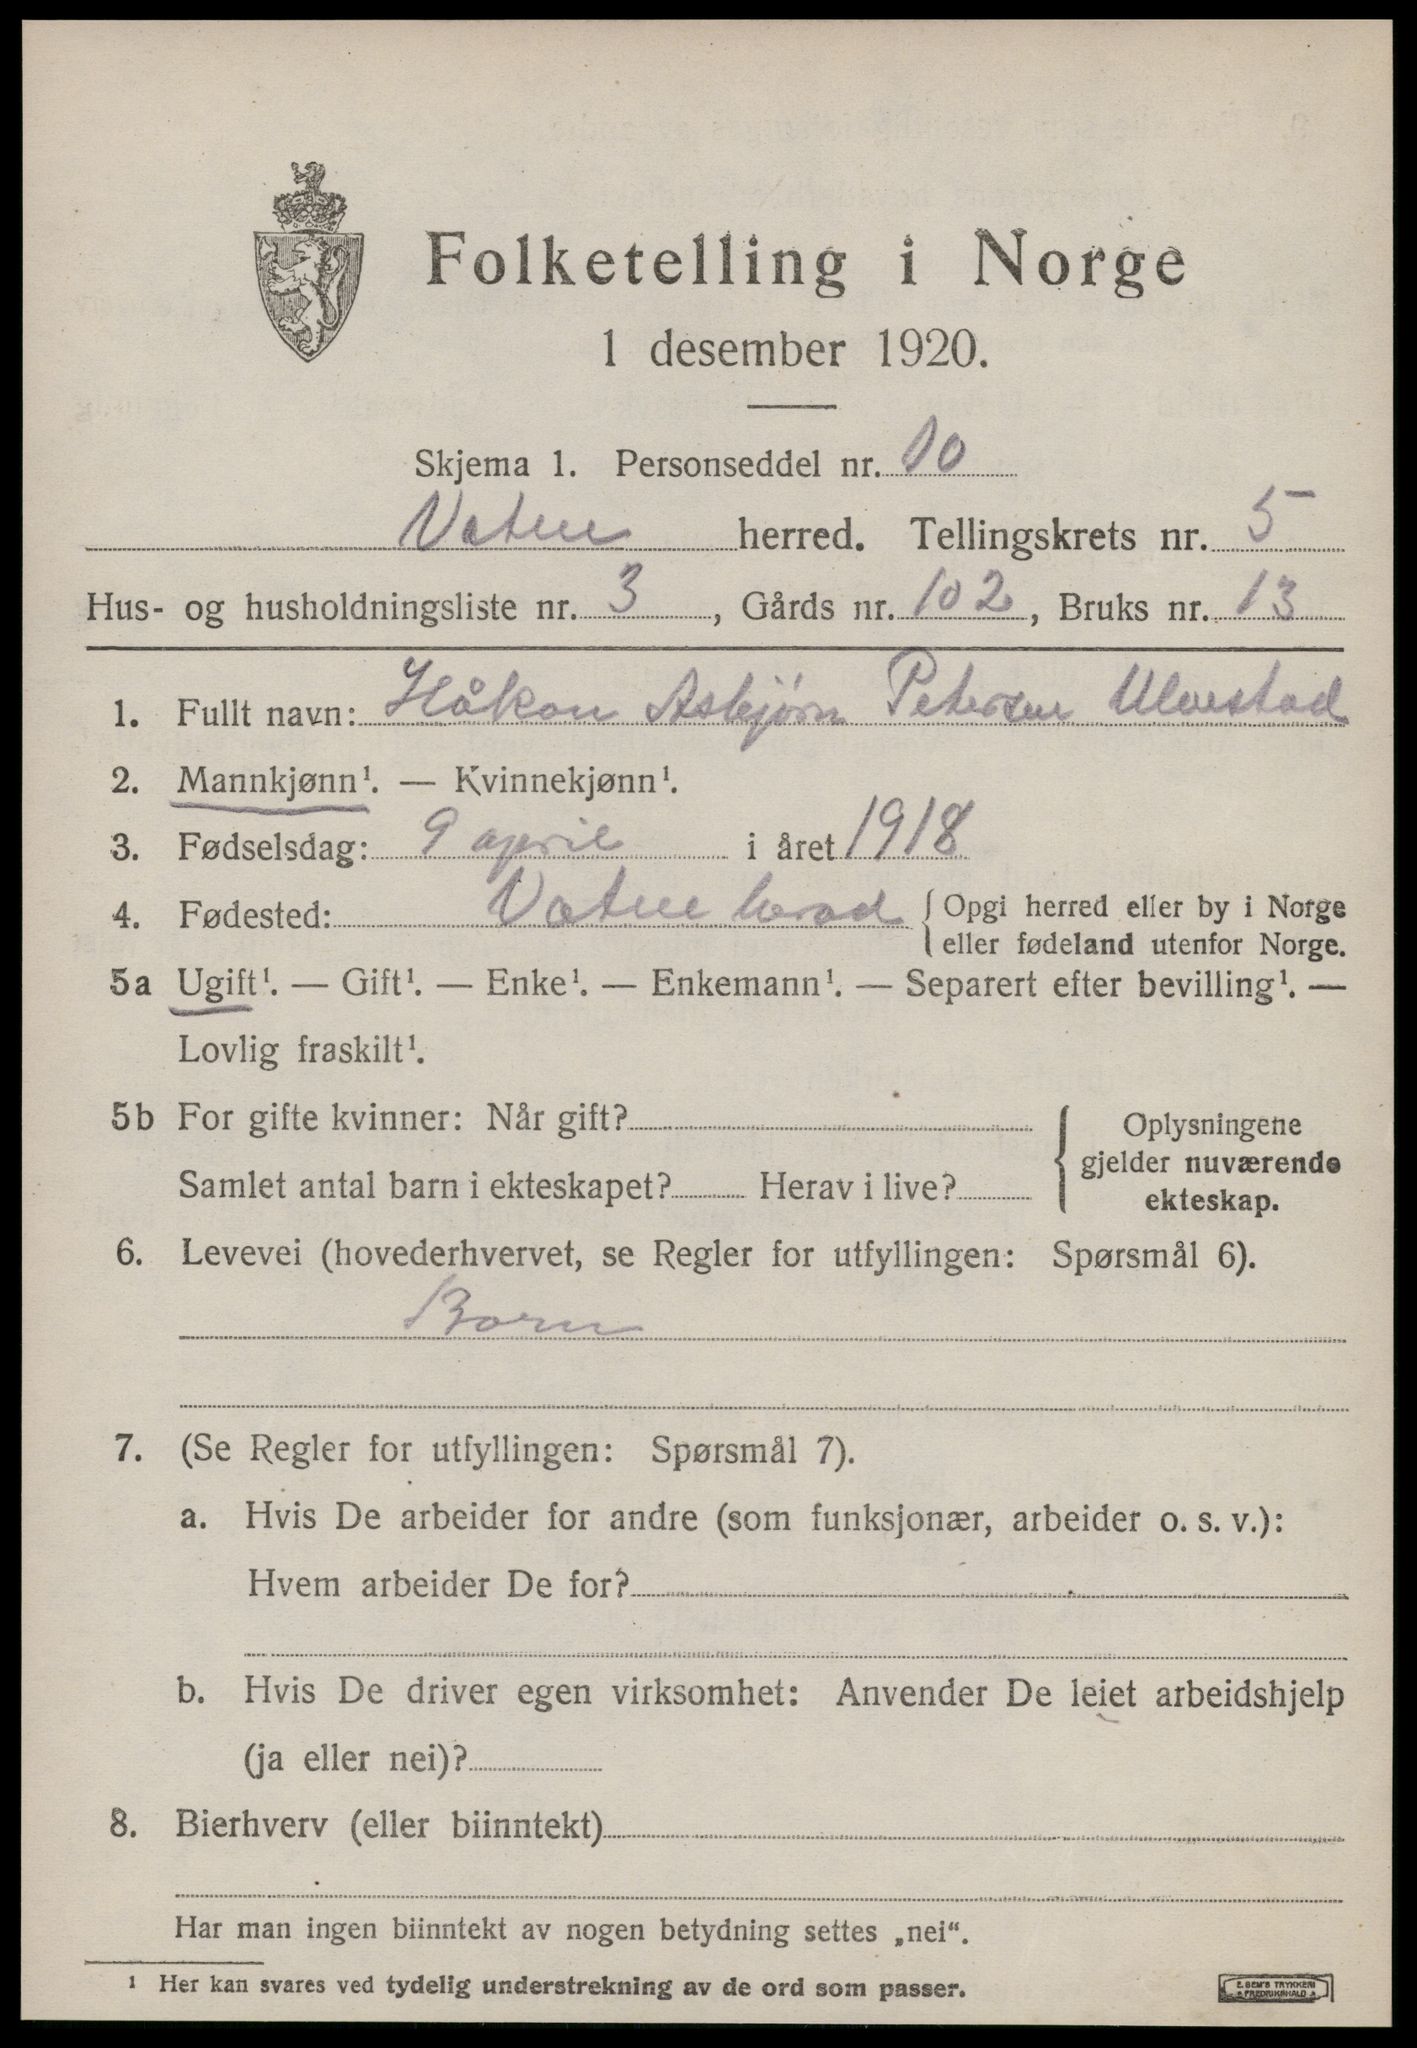 Folketelling i Norge
1 desember 1920.
Skjema 1. Personseddel nr. 10
Vatne herred. Tellingskrets nr. 5
Hus- og husholdningsliste nr. 3, Gårds nr. 102, Bruks nr. 13
1. Fullt navn: Håkon Asbjørn Petersen Ulvestad
2. Mannkjønn¹. — Kvinnekjønn¹.
3. Fødselsdag: 9 april i året 1918
4. Fødested: Vatne herad { Opgi herred eller by i Norge
eller fødeland utenfor Norge.
5a Ugift¹. — Gift¹. — Enke¹. — Enkemann¹. — Separert efter bevilling¹. —
Lovlig fraskilt¹.
5b For gifte kvinner: Når gift?
Samlet antal barn i ekteskapet? Herav i live?
{ Oplysningene
gjelder nuværende
ekteskap.
6. Levevei (hovederhvervet, se Regler for utfyllingen: Spørsmål 6).
Born
7. (Se Regler for utfyllingen: Spørsmål 7).
a. Hvis De arbeider for andre (som funksjonær, arbeider o. s. v.):
Hvem arbeider De for?
b. Hvis De driver egen virksomhet: Anvender De leiet arbeidshjelp
(ja eller nei)?
8. Bierhverv (eller biinntekt)
Har man ingen biinntekt av nogen betydning settes „nei“.
¹ Her kan svares ved tydelig understrekning av de ord som passer.
E. SEM'S TRYKKERI
FREDRIKSHALD